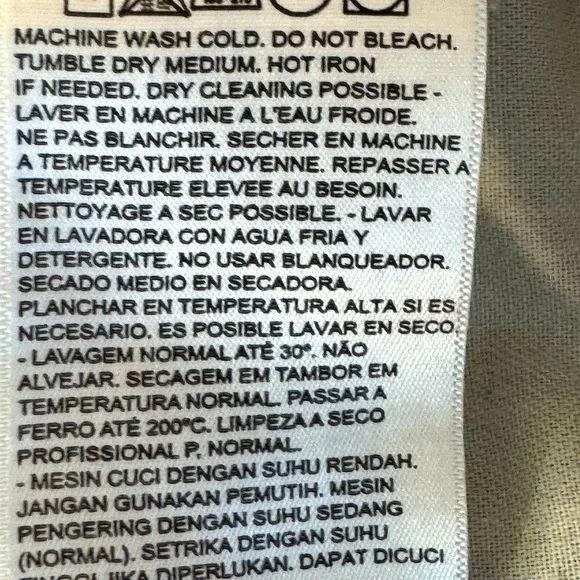 MACHINE WASH COLD. DO NOT BLEACH.
TUMBLE DRY MEDIUM. HOT IRON
IF NEEDED. DRY CLEANING POSSIBLE -
LAVER EN MACHINE A L'EAU FROIDE.
NE PAS BLANCHIR. SECHER EN MACHINE
A TEMPERATURE MOYENNE. REPASSER A
TEMPERATURE ELEVEE AU BESOIN.
NETTOYAGE A SEC POSSIBLE. - LAVAR
EN LAVADORA CON AGUA FRIA Y
DETERGENTE. NO USAR BLANQUEADOR.
SECADO MEDIO EN SECADORA.
PLANCHAR EN TEMPERATURA ALTA SI ES
NECESARIO. ES POSIBLE LAVAR EN SECO.
- LAVAGEM NORMAL ATÉ 30°. NÃO
ALVEJAR. SECAGEM EM TAMBOR EM
TEMPERATURA NORMAL. PASSAR A
FERRO ATÉ 200°C. LIMPEZA A SECO
PROFISSIONAL P, NORMAL.
- MESIN CUCI DENGAN SUHU RENDAH.
JANGAN GUNAKAN PEMUTIH. MESIN
PENGERING DENGAN SUHU SEDANG
(NORMAL). SETRIKA DENGAN SUHU
TINGGI JIKA DIPERLUKAN. DAPAT DICUCI